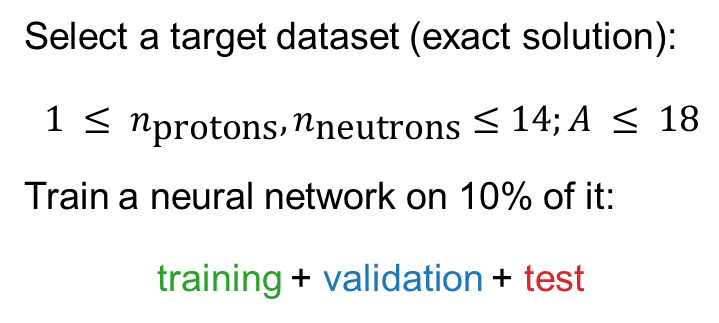 Select a target dataset (exact solution):
1 ≤ n_protons, n_neutrons ≤ 14; A ≤ 18
Train a neural network on 10% of it:
training + validation + test